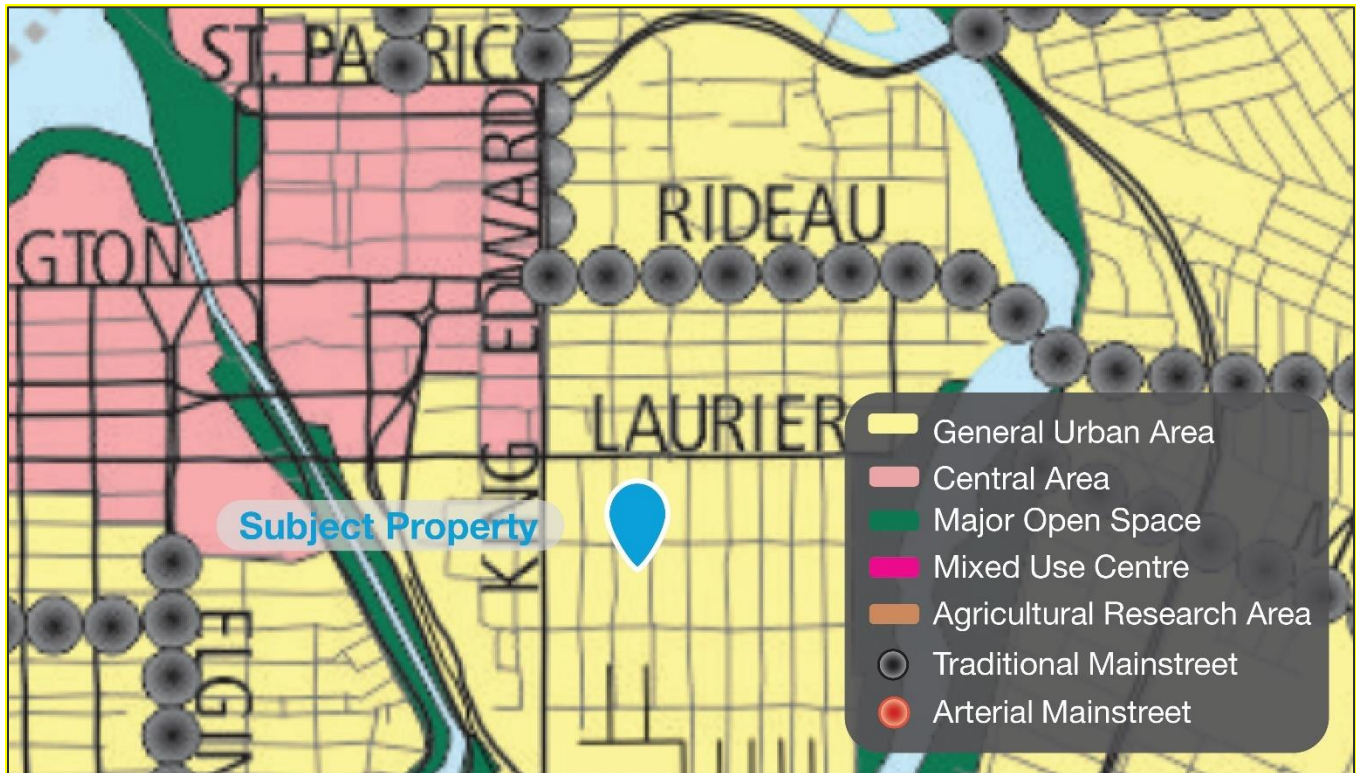 ST. PATRICK
KING EDWARD
RIDEAU
GTON
LAURIER
Subject Property
ELGIN
General Urban Area
Central Area
Major Open Space
Mixed Use Centre
Agricultural Research Area
Traditional Mainstreet
Arterial Mainstreet